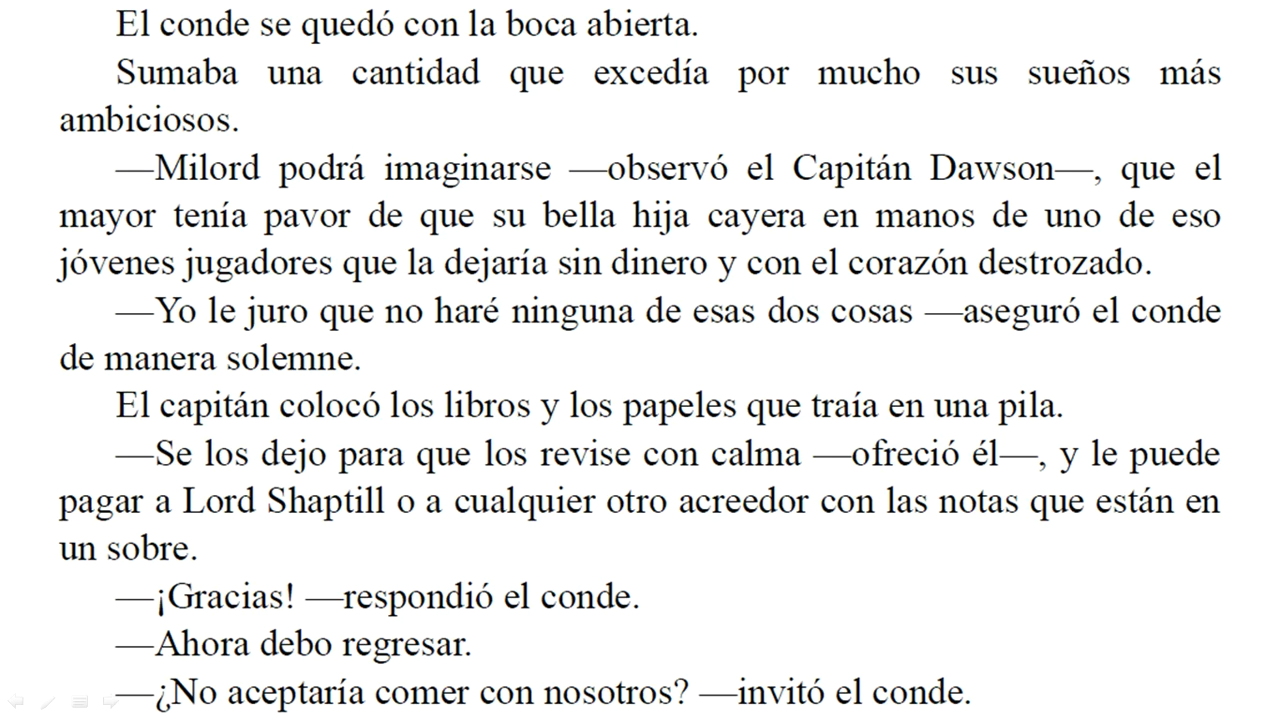 El conde se quedó con la boca abierta.
Sumaba una cantidad que excedía por mucho sus sueños más
ambiciosos.
—Milord podrá imaginarse —observó el Capitán Dawson—, que el
mayor tenía pavor de que su bella hija cayera en manos de uno de eso
jóvenes jugadores que la dejaría sin dinero y con el corazón destrozado.
—Yo le juro que no haré ninguna de esas dos cosas —aseguró el conde
de manera solemne.
El capitán colocó los libros y los papeles que traía en una pila.
—Se los dejo para que los revise con calma —ofreció él—, y le puede
pagar a Lord Shaptill o a cualquier otro acreedor con las notas que están en
un sobre.
—¡Gracias! —respondió el conde.
—Ahora debo regresar.
—¿No aceptaría comer con nosotros? —invitó el conde.